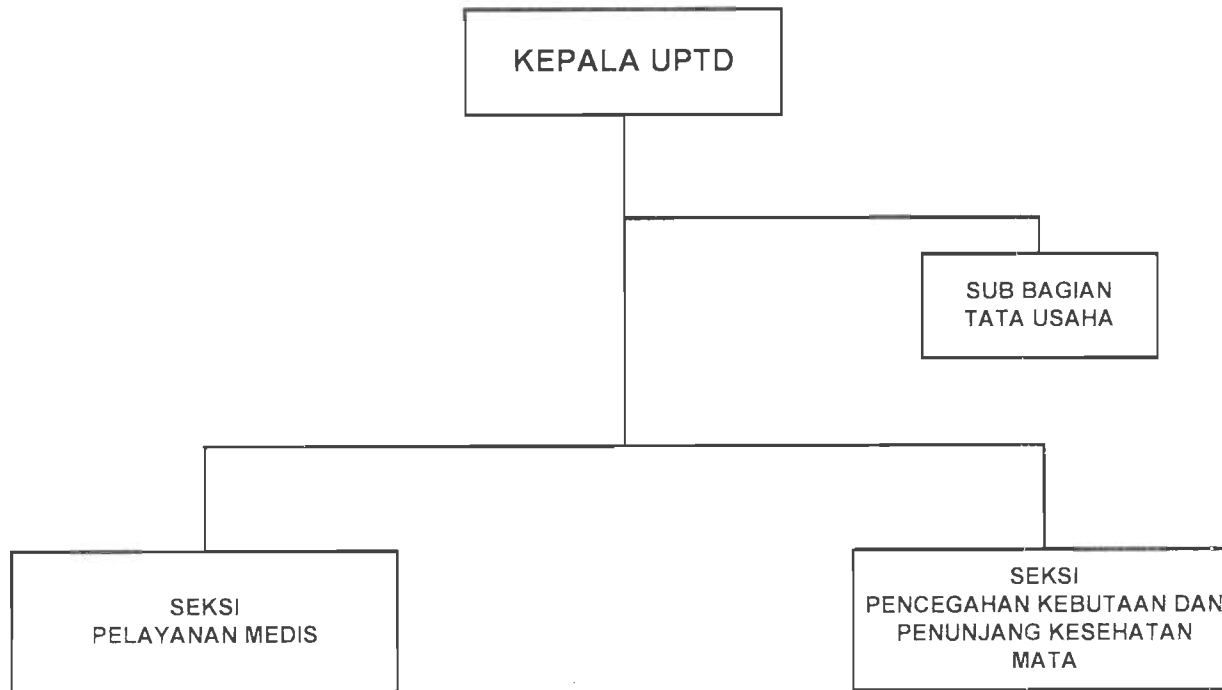 KEPALA UPTD
SUB BAGIAN
TATA USAHA
SEKSI
PELAYANAN MEDIS
SEKSI
PENCEGAHAN KEBUTAAN DAN
PENUNJANG KESEHATAN
MATA